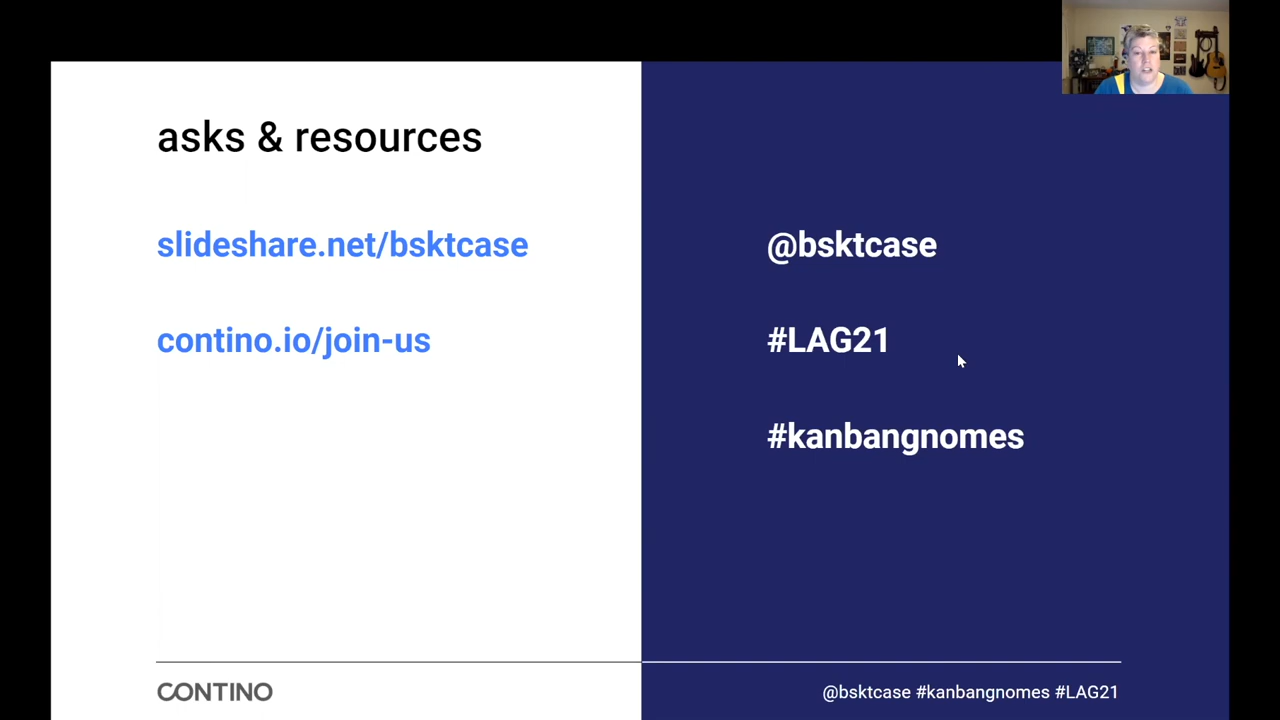 asks & resources
slideshare.net/bsktcase
contino.io/join-us
@bsktcase
#LAG21
#kanbangnomes
CONTINO
@bsktcase #kanbangnomes #LAG21